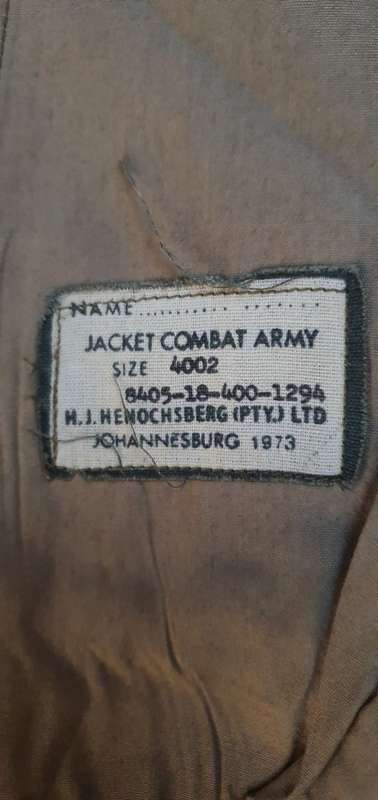 NAME........... .......
JACKET COMBAT ARMY
SIZE 4002
8405-18-400-1294
H.J. HENOCHSBERG (PTY.) LTD
JOHANNESBURG 1973